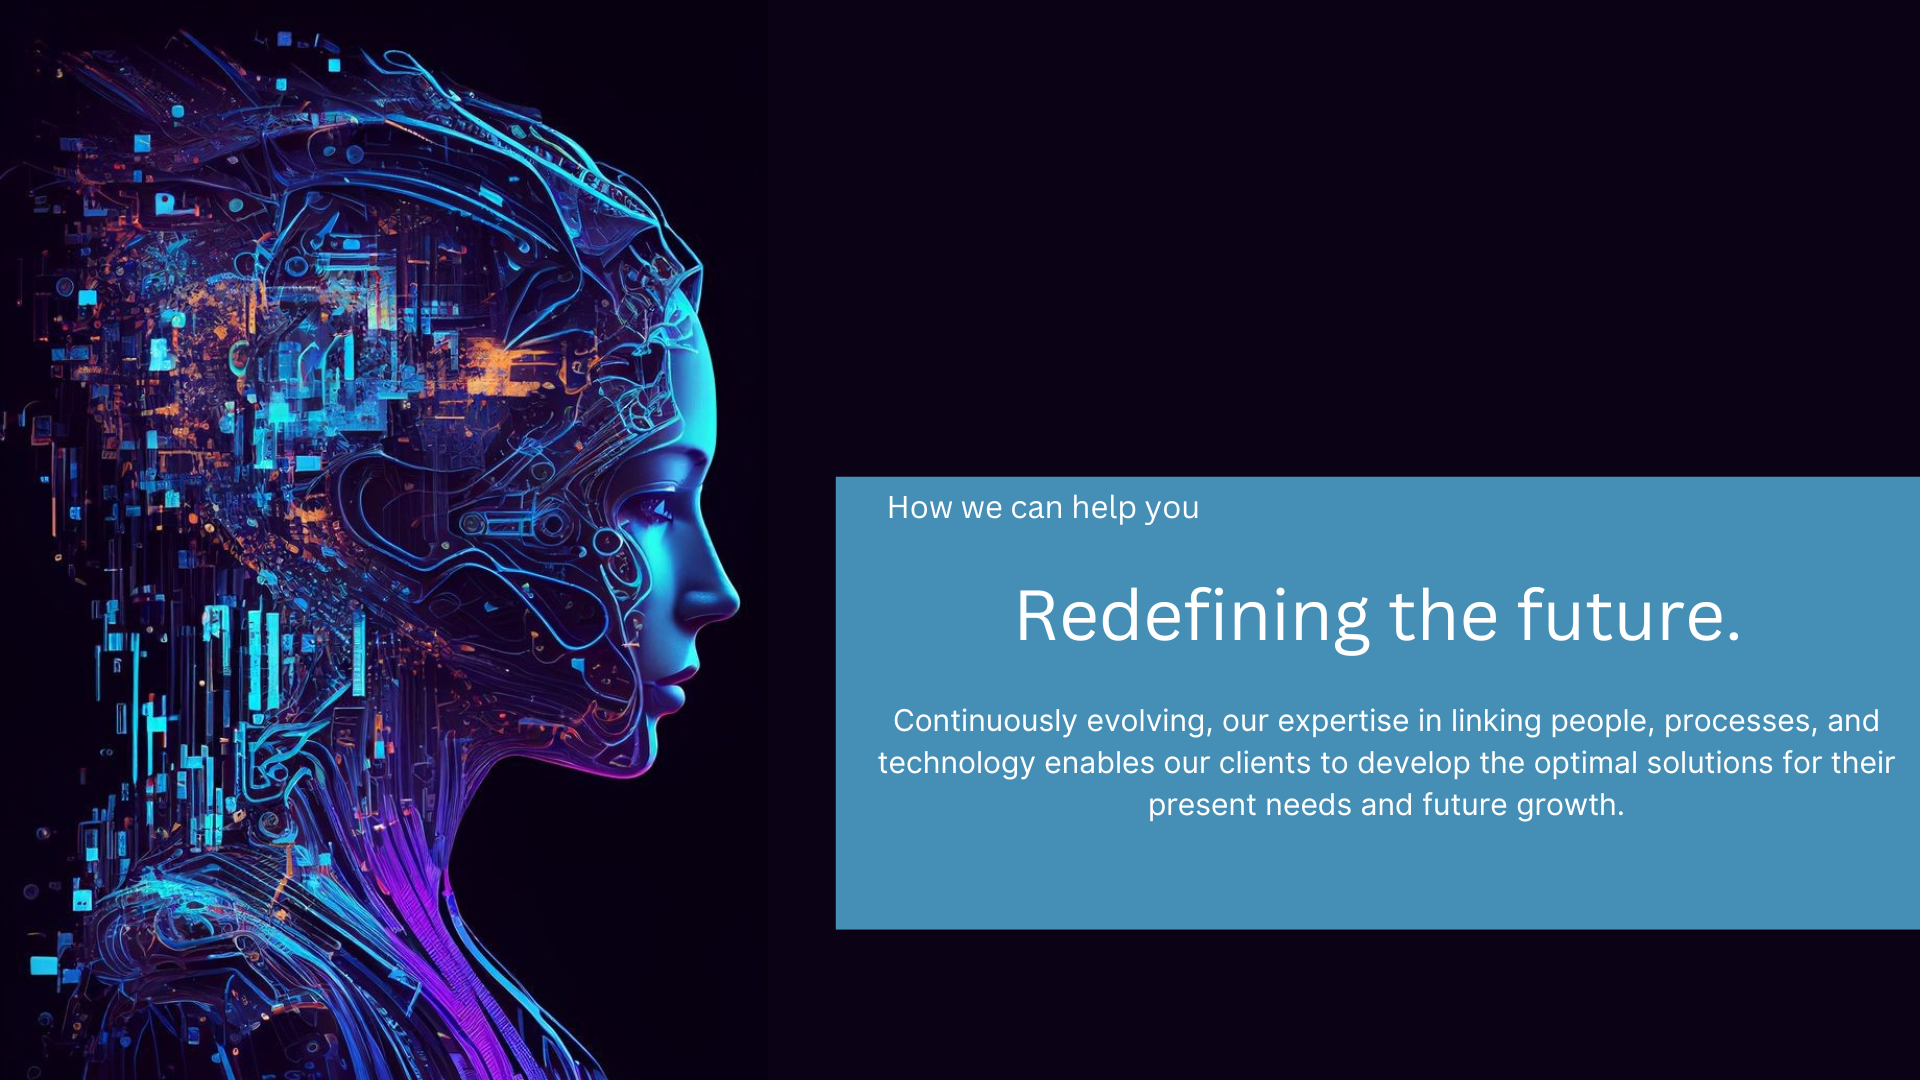 How we can help you
Redefining the future.
Continuously evolving, our expertise in linking people, processes, and
technology enables our clients to develop the optimal solutions for their
present needs and future growth.